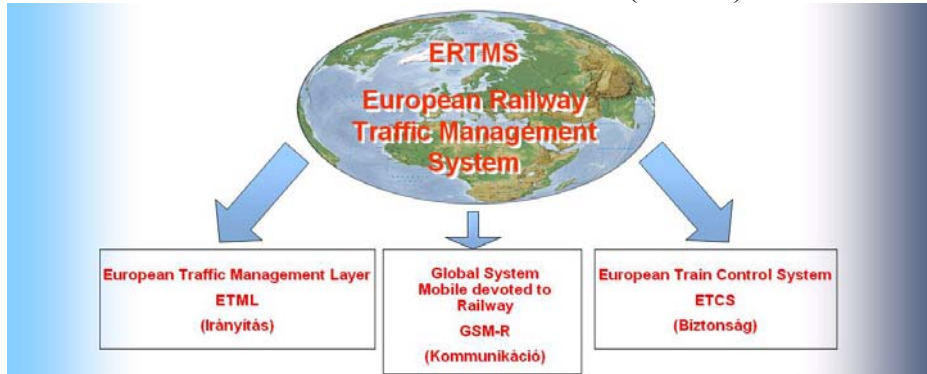 ERTMS
European Railway
Traffic Management
System
European Traffic Management Layer
ETML
(Irányítás)
Global System
Mobile devoted to
Railway
GSM-R
(Kommunikáció)
European Train Control System
ETCS
(Biztonság)